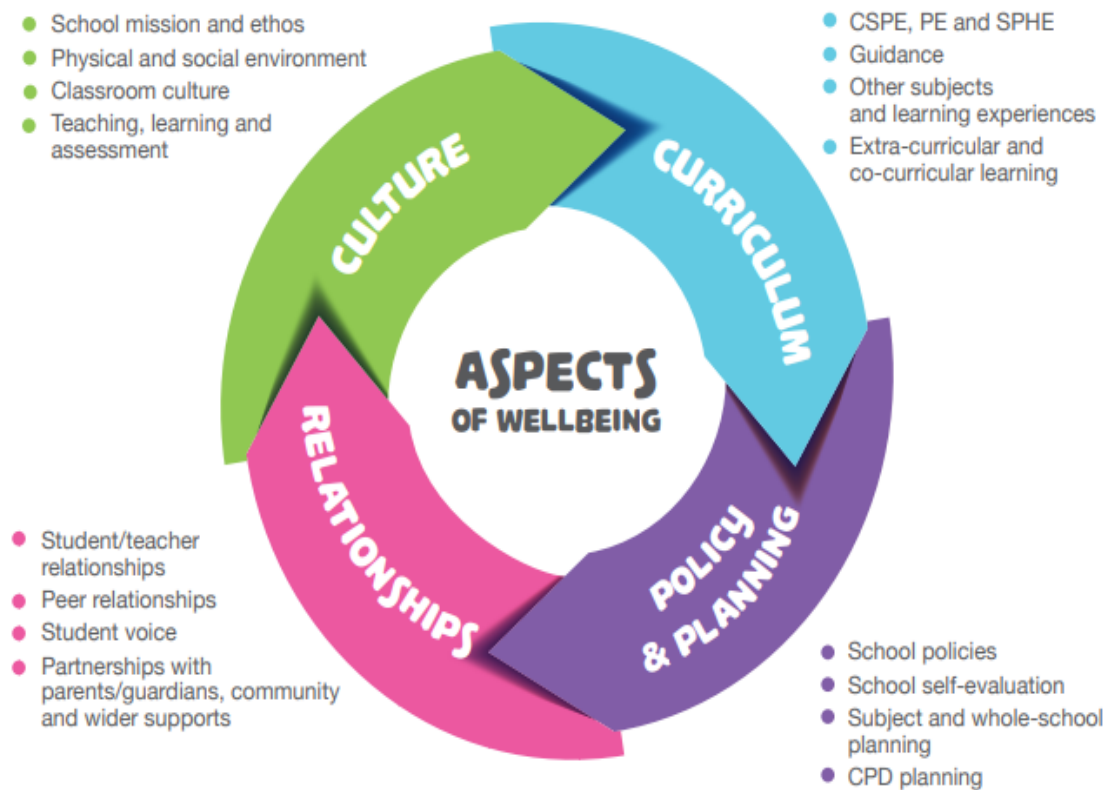 ● School mission and ethos
● Physical and social environment
● Classroom culture
● Teaching, learning and
assessment
● CSPE, PE and SPHE
● Guidance
● Other subjects
and learning experiences
● Extra-curricular and
co-curricular learning
CULTURE
CURRICULUM
ASPECTS
OF WELLBEING
RELATIONSHIPS
POLICY
& PLANNING
● Student/teacher
relationships
● Peer relationships
● Student voice
● Partnerships with
parents/guardians, community
and wider supports
● School policies
● School self-evaluation
● Subject and whole-school
planning
● CPD planning